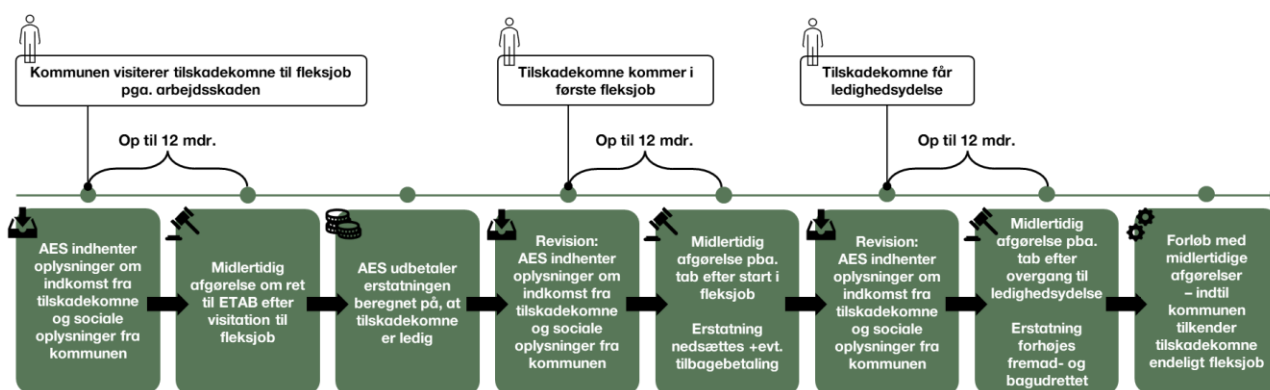 Kommunen visiterer tilskadekomne til fleksjob
pga. arbejdsskaden
Tilskadekomne kommer i
første fleksjob
Tilskadekomne får
ledighedsydelse
Op til 12 mdr.
Op til 12 mdr.
Op til 12 mdr.
AES indhenter
oplysninger om
indkomst fra
tilskadekomne
og sociale
oplysninger fra
kommunen
Midlertidig
afgørelse om ret
til ETAB efter
visitation til
fleksjob
AES udbetaler
erstatningen
beregnet på, at
tilskadekomne
er ledig
Revision:
AES indhenter
oplysninger om
indkomst fra
tilskadekomne
og sociale
oplysninger fra
kommunen
Midlertidig
afgørelse pba.
tab efter start i
fleksjob
Erstatning
nedsættes +evt.
tilbagebetaling
Revision:
AES indhenter
oplysninger om
indkomst fra
tilskadekomne
og sociale
oplysninger fra
kommunen
Midlertidig
afgørelse pba.
tab efter
overgang til
ledighedsydelse
Erstatning
forhøjes
fremad- og
bagudrettet
Forløb med
midlertidige
afgørelser
– indtil
kommunen
tilkender
tilskadekomne
endeligt fleksjob